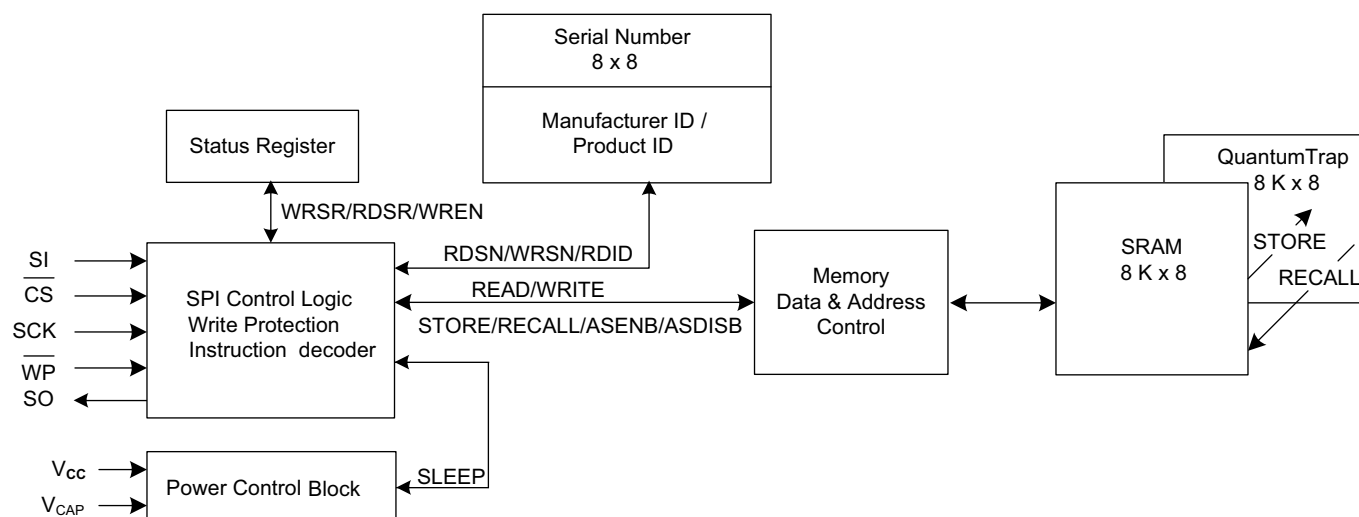 Serial Number
8 x 8
Manufacturer ID /
Product ID
Status Register
QuantumTrap
8 K x 8
WRSR/RDSR/WREN
RDSN/WRSN/RDID
SI
CS
SCK
WP
SO
SPI Control Logic
Write Protection
Instruction decoder
READ/WRITE
STORE/RECALL/ASENB/ASDISB
Memory
Data & Address
Control
SRAM
8 K x 8
STORE
RECALL
VCC
VCAP
Power Control Block
SLEEP